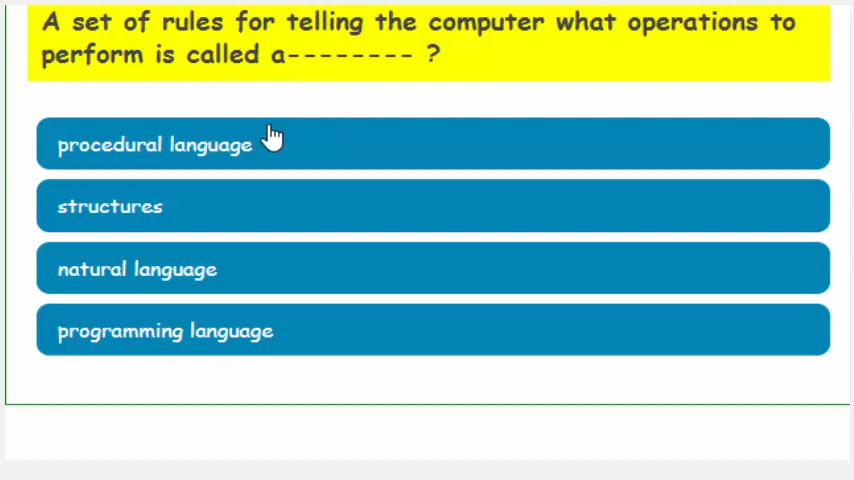 A set of rules for telling the computer what operations to
perform is called a-------- ?
procedural language
structures
natural language
programming language